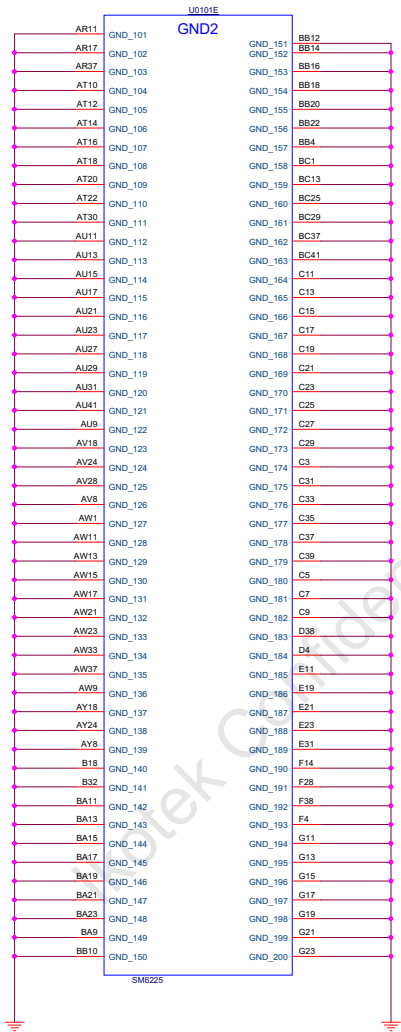 U0101E
GND2
AR11 GND_101
AR17 GND_102
AR37 GND_103
AT10 GND_104
AT12 GND_105
AT14 GND_106
AT16 GND_107
AT18 GND_108
AT20 GND_109
AT22 GND_110
AT30 GND_111
AU11 GND_112
AU13 GND_113
AU15 GND_114
AU17 GND_115
AU21 GND_116
AU23 GND_117
AU27 GND_118
AU29 GND_119
AU31 GND_120
AU41 GND_121
AU9 GND_122
AV18 GND_123
AV24 GND_124
AV28 GND_125
AV8 GND_126
AW1 GND_127
AW11 GND_128
AW13 GND_129
AW15 GND_130
AW17 GND_131
AW21 GND_132
AW23 GND_133
AW33 GND_134
AW37 GND_135
AW9 GND_136
AY18 GND_137
AY24 GND_138
AY8 GND_139
B18 GND_140
B32 GND_141
BA11 GND_142
BA13 GND_143
BA15 GND_144
BA17 GND_145
BA19 GND_146
BA21 GND_147
BA23 GND_148
BA9 GND_149
BB10 GND_150
GND_151 BB12
GND_152 BB14
GND_153 BB16
GND_154 BB18
GND_155 BB20
GND_156 BB22
GND_157 BB4
GND_158 BC1
GND_159 BC13
GND_160 BC25
GND_161 BC29
GND_162 BC37
GND_163 BC41
GND_164 C11
GND_165 C13
GND_166 C15
GND_167 C17
GND_168 C19
GND_169 C21
GND_170 C23
GND_171 C25
GND_172 C27
GND_173 C29
GND_174 C3
GND_175 C31
GND_176 C33
GND_177 C35
GND_178 C37
GND_179 C39
GND_180 C5
GND_181 C7
GND_182 C9
GND_183 D38
GND_184 D4
GND_185 E11
GND_186 E19
GND_187 E21
GND_188 E23
GND_189 E31
GND_190 F14
GND_191 F28
GND_192 F38
GND_193 F4
GND_194 G11
GND_195 G13
GND_196 G15
GND_197 G17
GND_198 G19
GND_199 G21
GND_200 G23
SM6225